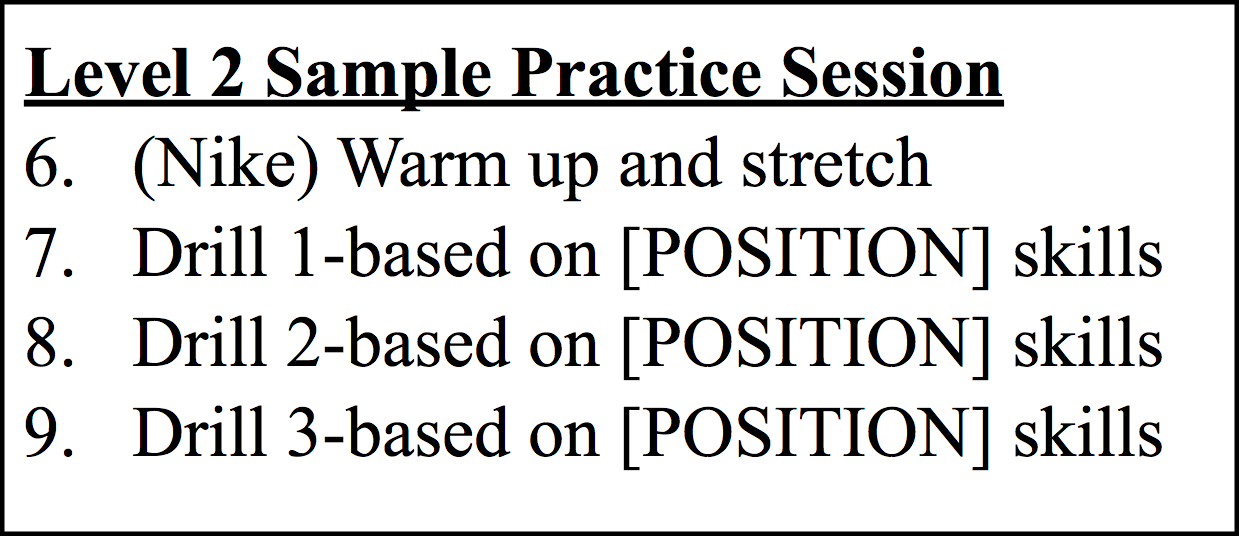 Level 2 Sample Practice Session
6. (Nike) Warm up and stretch
7. Drill 1-based on [POSITION] skills
8. Drill 2-based on [POSITION] skills
9. Drill 3-based on [POSITION] skills